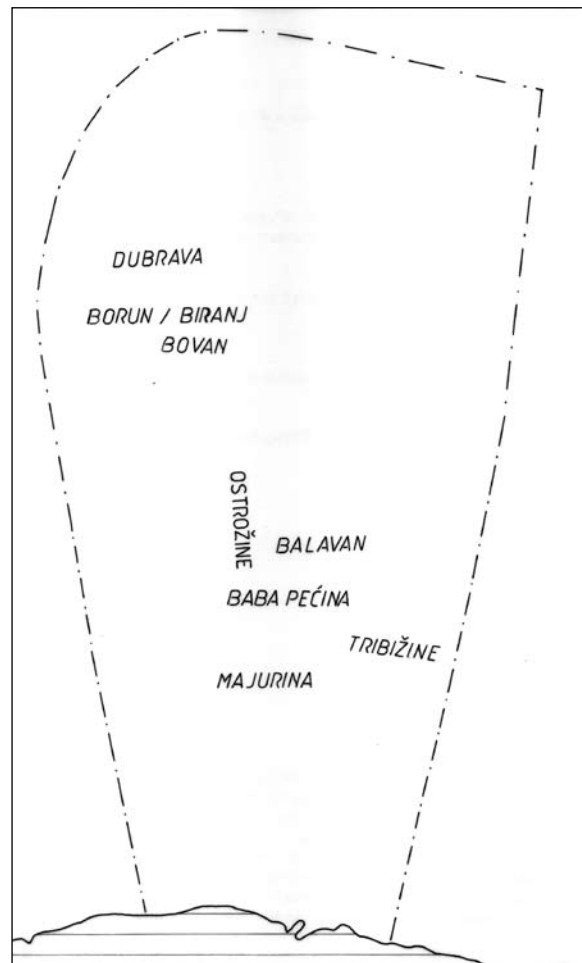 DUBRAVA
BORUN / BIRANJ
BOVAN
OSTROŽINE
BALAVAN
BABA PEĆINA
TRIBIŽINE
MAJURINA